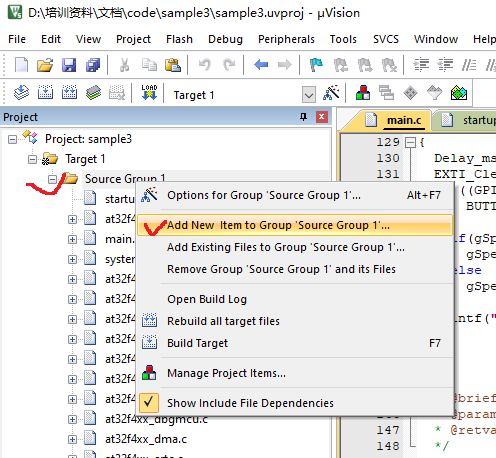 D:\培训资料\文档\code\sample3\sample3.uvproj - µVision
File Edit View Project Flash Debug Peripherals Tools SVCS Window He
LOAD Target 1
Project
main.c startup
Project: sample3
Target 1
Source Group 1
startu
at32f4
main.
system
at32f4
at32f4
at32f4
at32f4
at32f4
at32f4
at32f4xx_dbgmcu.c
at32f4xx_dma.c
Options for Group 'Source Group 1'... Alt+F7
Add New Item to Group 'Source Group 1'...
Add Existing Files to Group 'Source Group 1'...
Remove Group 'Source Group 1' and its Files
Open Build Log
Rebuild all target files
Build Target F7
Manage Project Items...
Show Include File Dependencies
129 {
130 Delay_ms
131 EXTI_Cle
((GPI
BUTT
f(gSp
gSpe
lse
gSpe
intf("
@brief
@param
147 * @retva
148 */